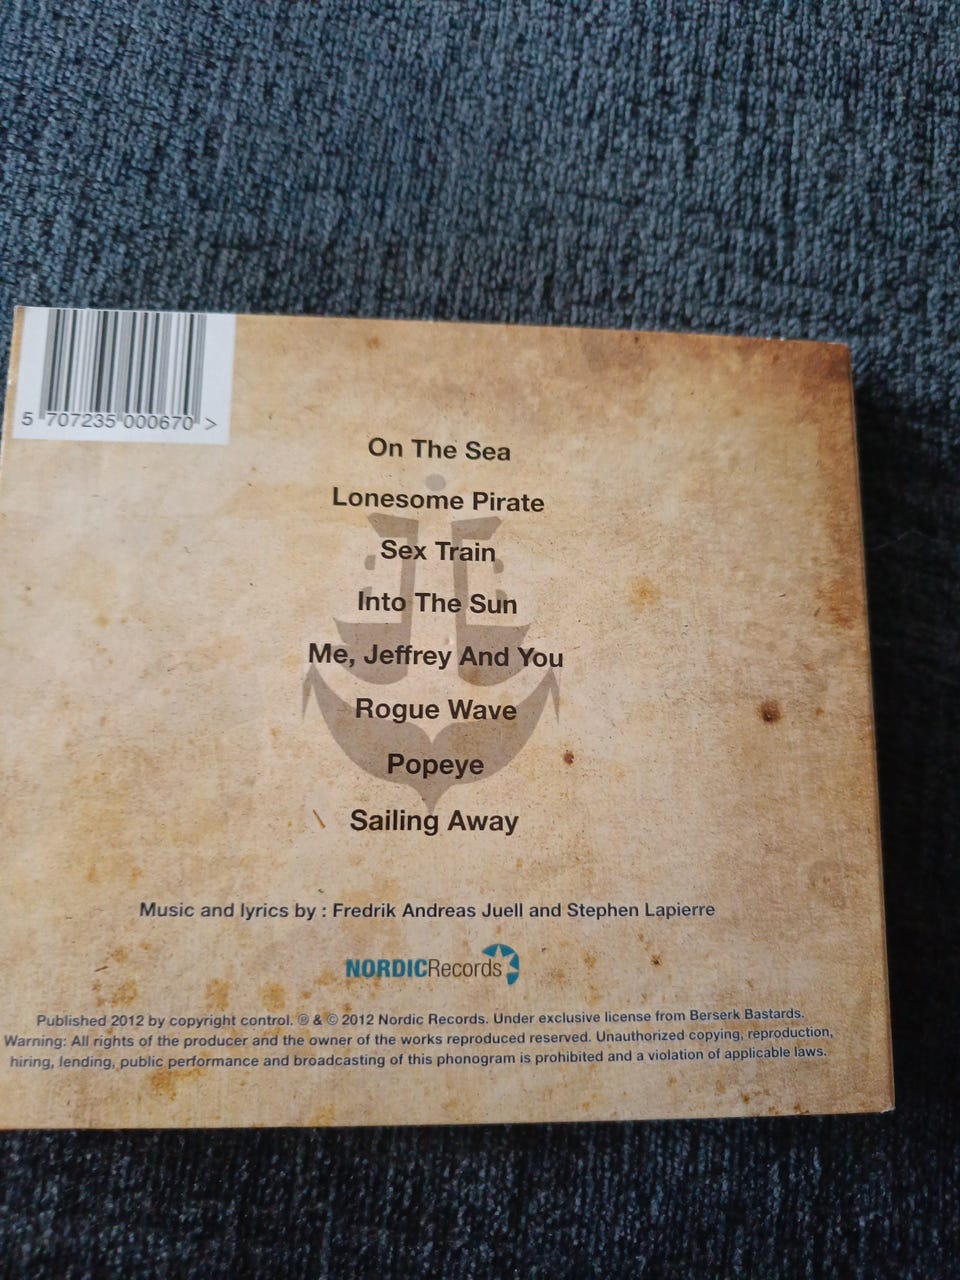 5 707235 000670 >
On The Sea
Lonesome Pirate
Sex Train
Into The Sun
Me, Jeffrey And You
Rogue Wave
Popeye
Sailing Away
Music and lyrics by : Fredrik Andreas Juell and Stephen Lapierre
NORDICRecords
Published 2012 by copyright control. ℗ & © 2012 Nordic Records. Under exclusive license from Berserk Bastards.
Warning: All rights of the producer and the owner of the works reproduced reserved. Unauthorized copying, reproduction,
hiring, lending, public performance and broadcasting of this phonogram is prohibited and a violation of applicable laws.